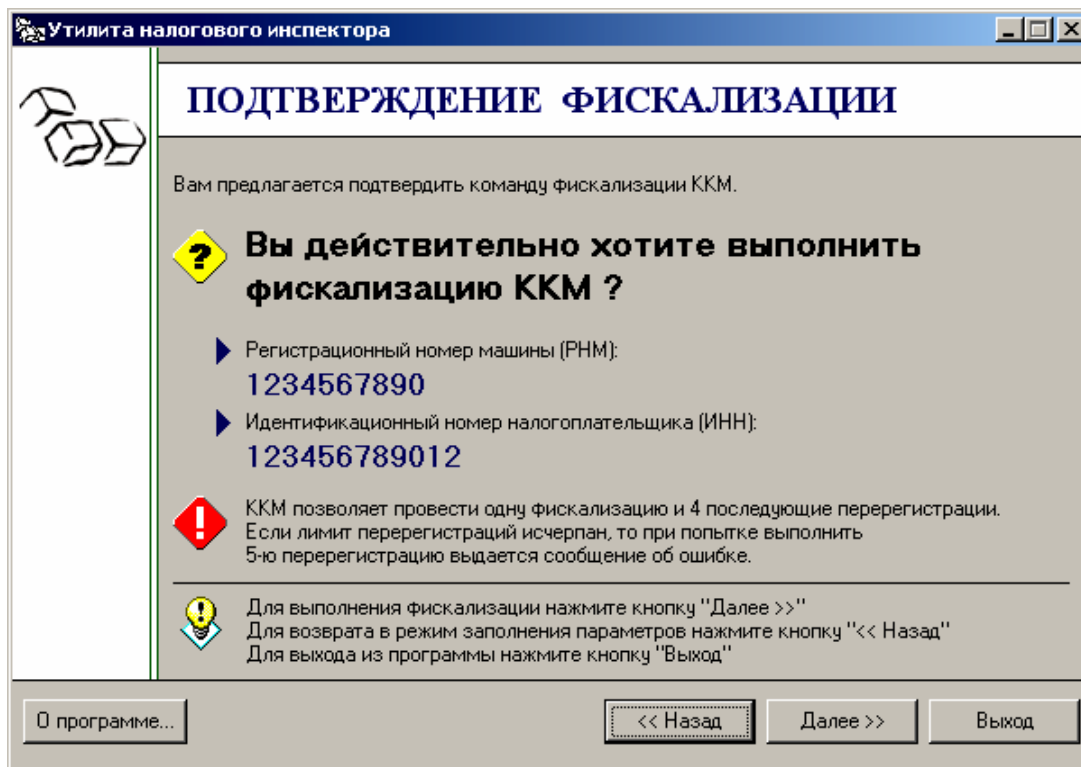 Утилита налогового инспектора
ПОДТВЕРЖДЕНИЕ ФИСКАЛИЗАЦИИ
Вам предлагается подтвердить команду фискализации ККМ.
Вы действительно хотите выполнить
фискализацию ККМ ?
Регистрационный номер машины (РНМ):
1234567890
Идентификационный номер налогоплательщика (ИНН):
123456789012
ККМ позволяет провести одну фискализацию и 4 последующие перерегистрации.
Если лимит перерегистраций исчерпан, то при попытке выполнить
5-ю перерегистрацию выдается сообщение об ошибке.
Для выполнения фискализации нажмите кнопку "Далее >>"
Для возврата в режим заполнения параметров нажмите кнопку "<< Назад"
Для выхода из программы нажмите кнопку "Выход"
О программе... << Назад Далее >> Выход